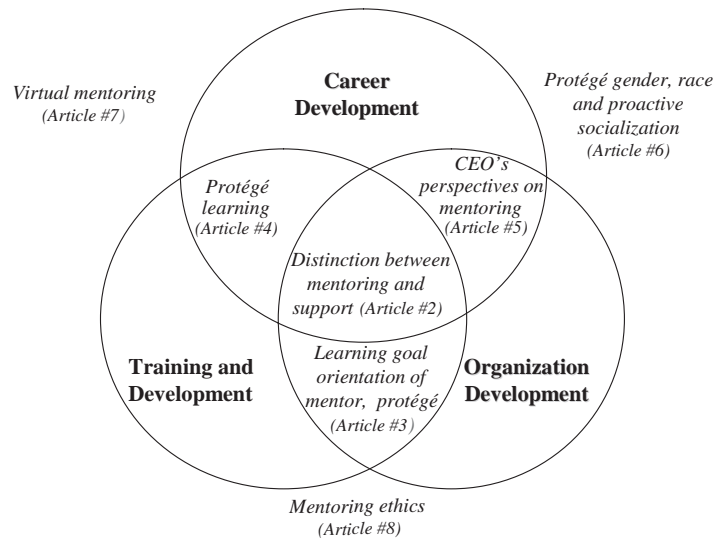 Career
Development
Virtual mentoring
(Article #7)
Protégé gender, race
and proactive
socialization
(Article #6)
Protégé
learning
(Article #4)
CEO's
perspectives on
mentoring
(Article #5)
Distinction between
mentoring and
support (Article #2)
Training and
Development
Learning goal
orientation of
mentor, protégé
(Article #3)
Organization
Development
Mentoring ethics
(Article #8)